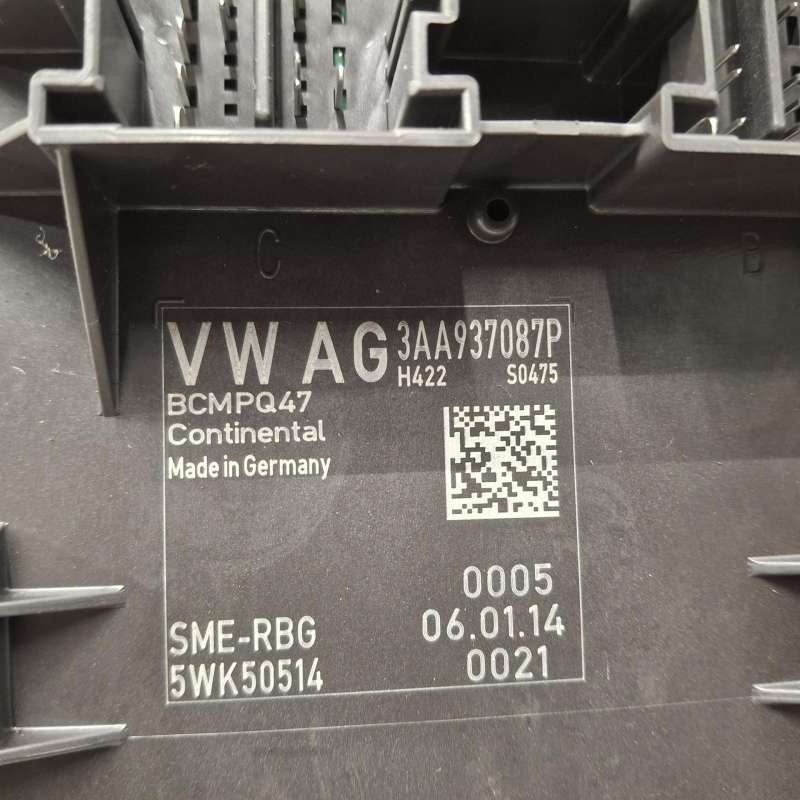 C B
VW AG 3AA937087P
H422 S0475
BCMPQ47
Continental
Made in Germany
0005
SME-RBG 06.01.14
5WK50514 0021